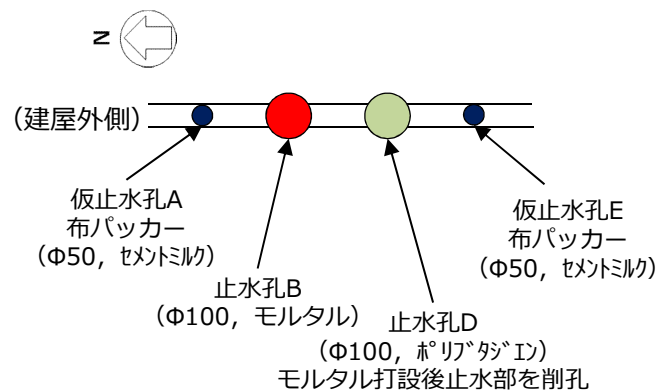 N
(建屋外側)
仮止水孔A
布パッカー
(Φ50, ｾﾒﾝﾄﾐﾙｸ)
仮止水孔E
布パッカー
(Φ50, ｾﾒﾝﾄﾐﾙｸ)
止水孔B
(Φ100, モルタル)
止水孔D
(Φ100, ﾎﾟﾘﾌﾞﾀｼﾞｴﾝ)
モルタル打設後止水部を削孔